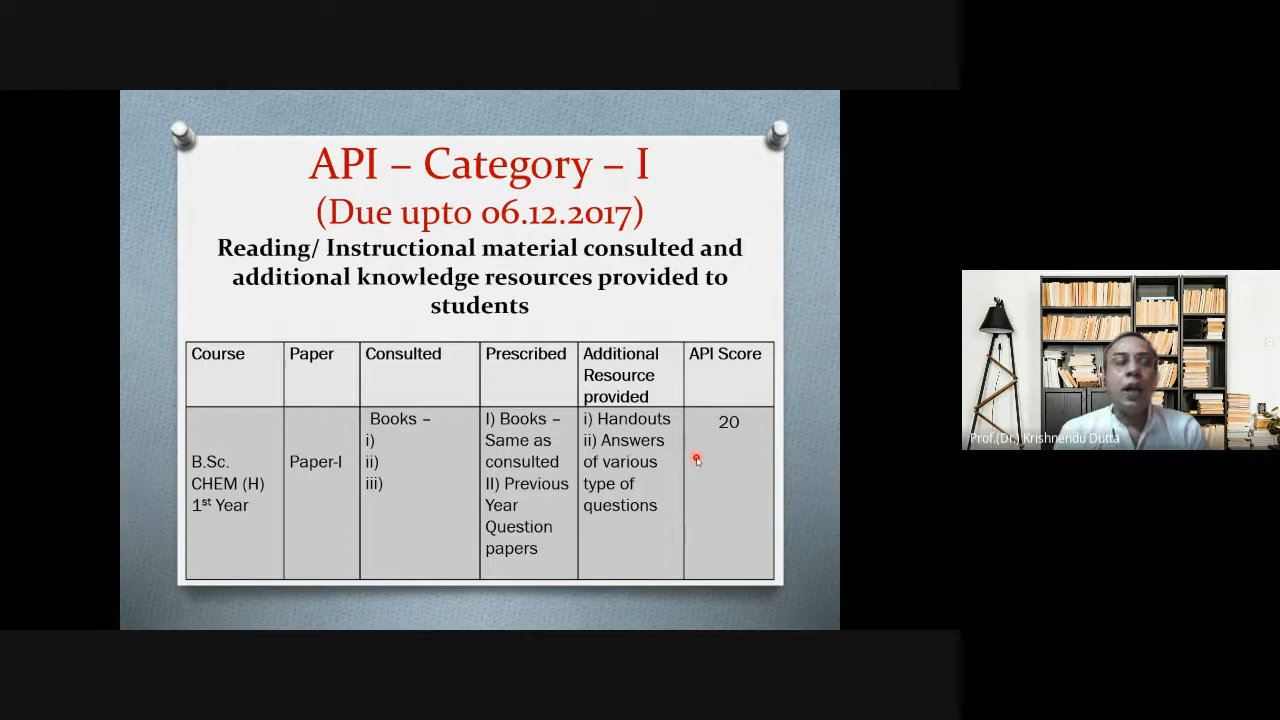 API – Category – I
(Due upto 06.12.2017)
Reading/ Instructional material consulted and
additional knowledge resources provided to
students
Course
Paper
Consulted
Prescribed
Additional
Resource
provided
API Score
B.Sc.
CHEM (H)
1st Year
Paper-I
Books –
i)
ii)
iii)
I) Books –
Same as
consulted
II) Previous
Year
Question
papers
i) Handouts
ii) Answers
of various
type of
questions
20
Prof.(Dr.) Krishnendu Dutta